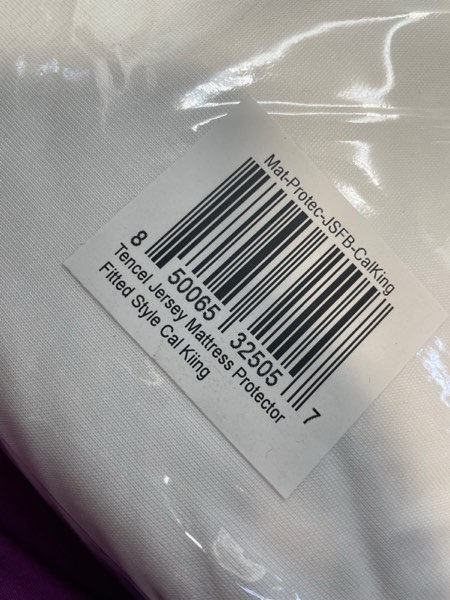 Mat-Protec-JSFB-CalKing
8 50065 32505 7
Tencel Jersey Mattress Protector
Fitted Style Cal Kiing